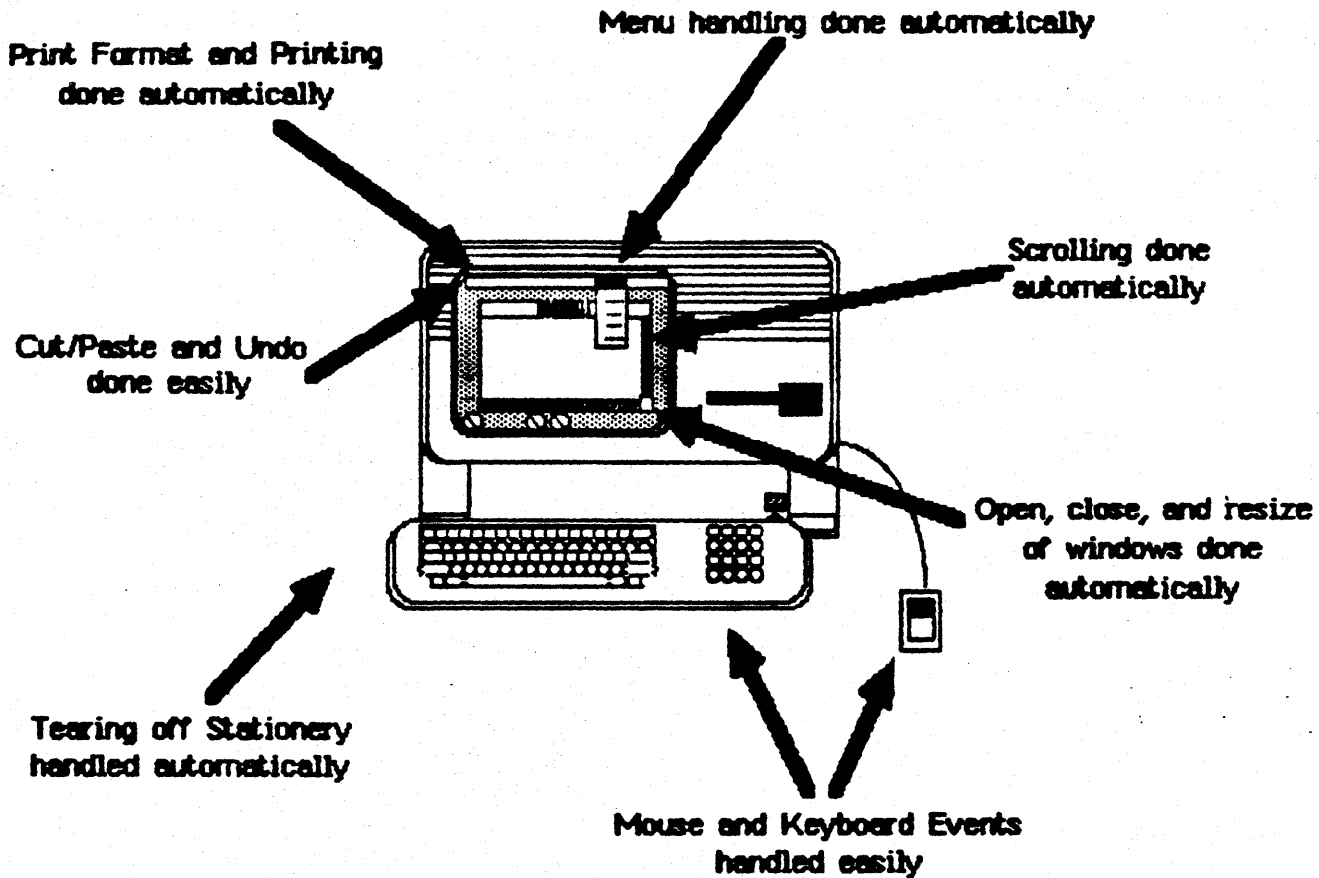 Menu handling done automatically
Print Format and Printing
done automatically
Scrolling done
automatically
Cut/Paste and Undo
done easily
Open, close, and resize
of windows done
automatically
Tearing off Stationery
handled automatically
Mouse and Keyboard Events
handled easily